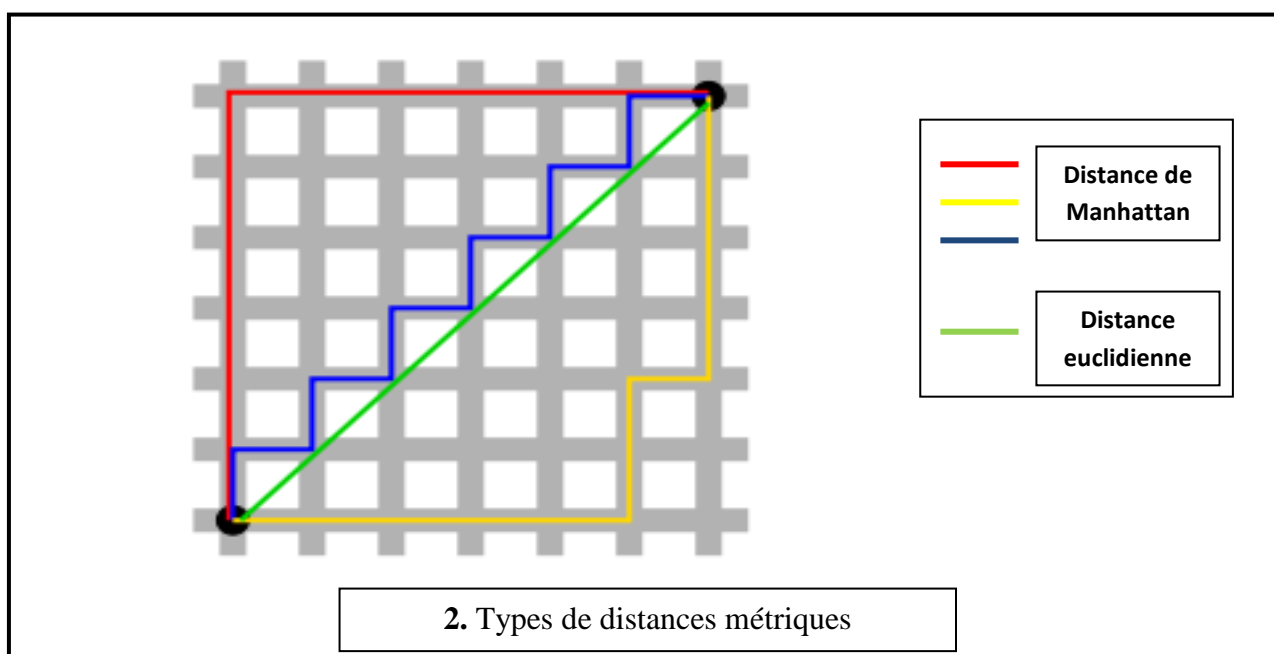 Distance de
Manhattan
Distance
euclidienne
2. Types de distances métriques